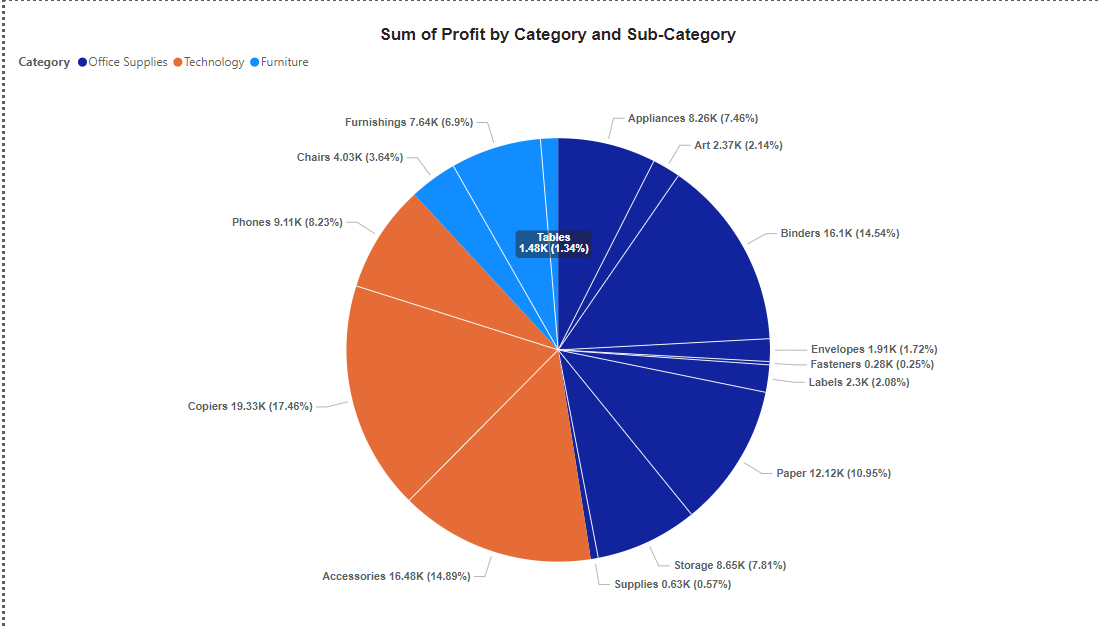 Sum of Profit by Category and Sub-Category
Category Office Supplies Technology Furniture
Appliances 8.26K (7.46%)
Art 2.37K (2.14%)
Binders 16.1K (14.54%)
Envelopes 1.91K (1.72%)
Fasteners 0.28K (0.25%)
Labels 2.3K (2.08%)
Paper 12.12K (10.95%)
Storage 8.65K (7.81%)
Supplies 0.63K (0.57%)
Accessories 16.48K (14.89%)
Copiers 19.33K (17.46%)
Phones 9.11K (8.23%)
Chairs 4.03K (3.64%)
Furnishings 7.64K (6.9%)
Tables
1.48K (1.34%)